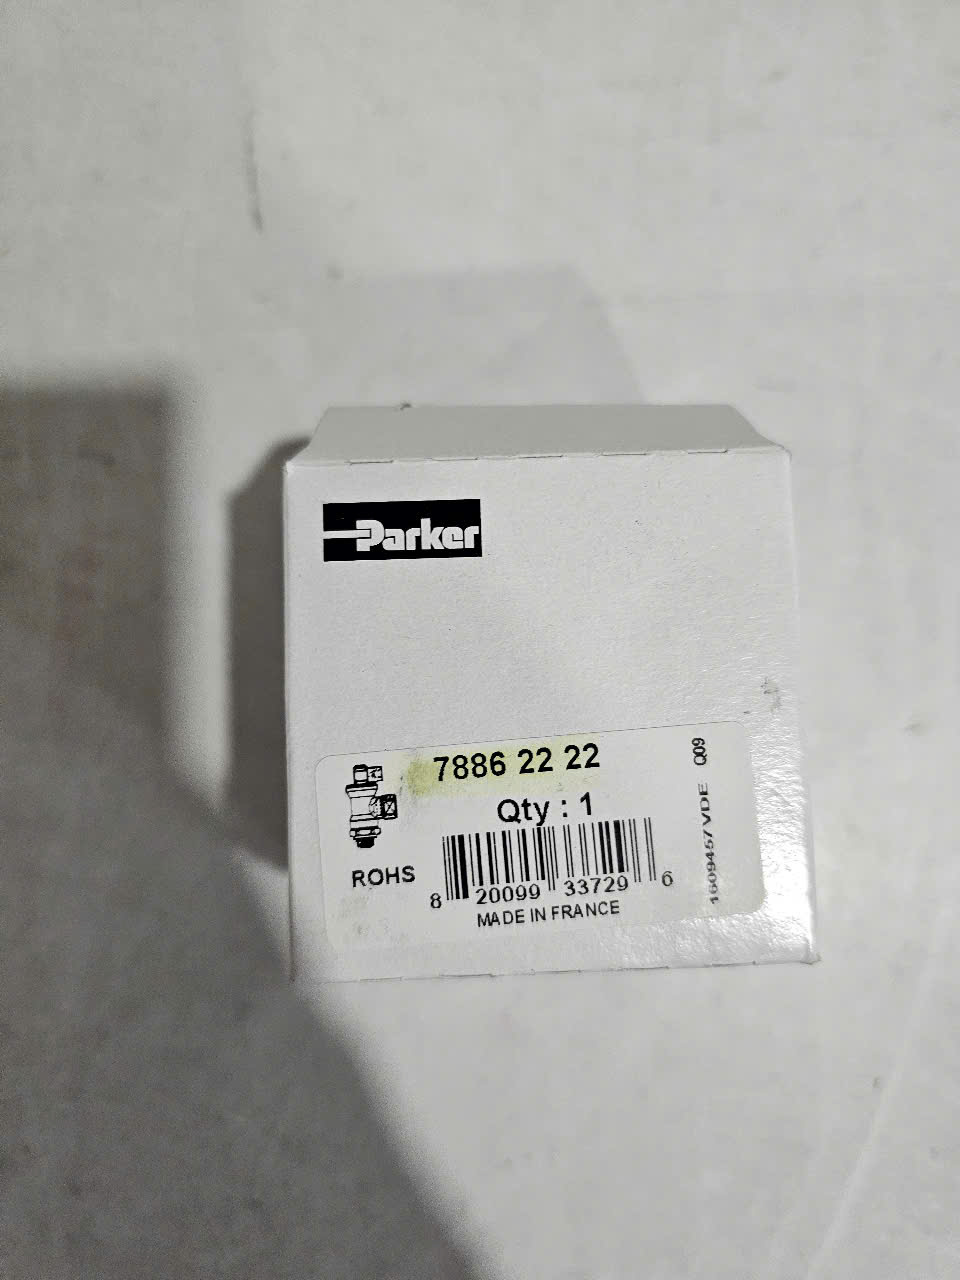 Parker
7886 22 22
Qty : 1
ROHS
8 20099 33729 6
MADE IN FRANCE
1609457 VDE Q09